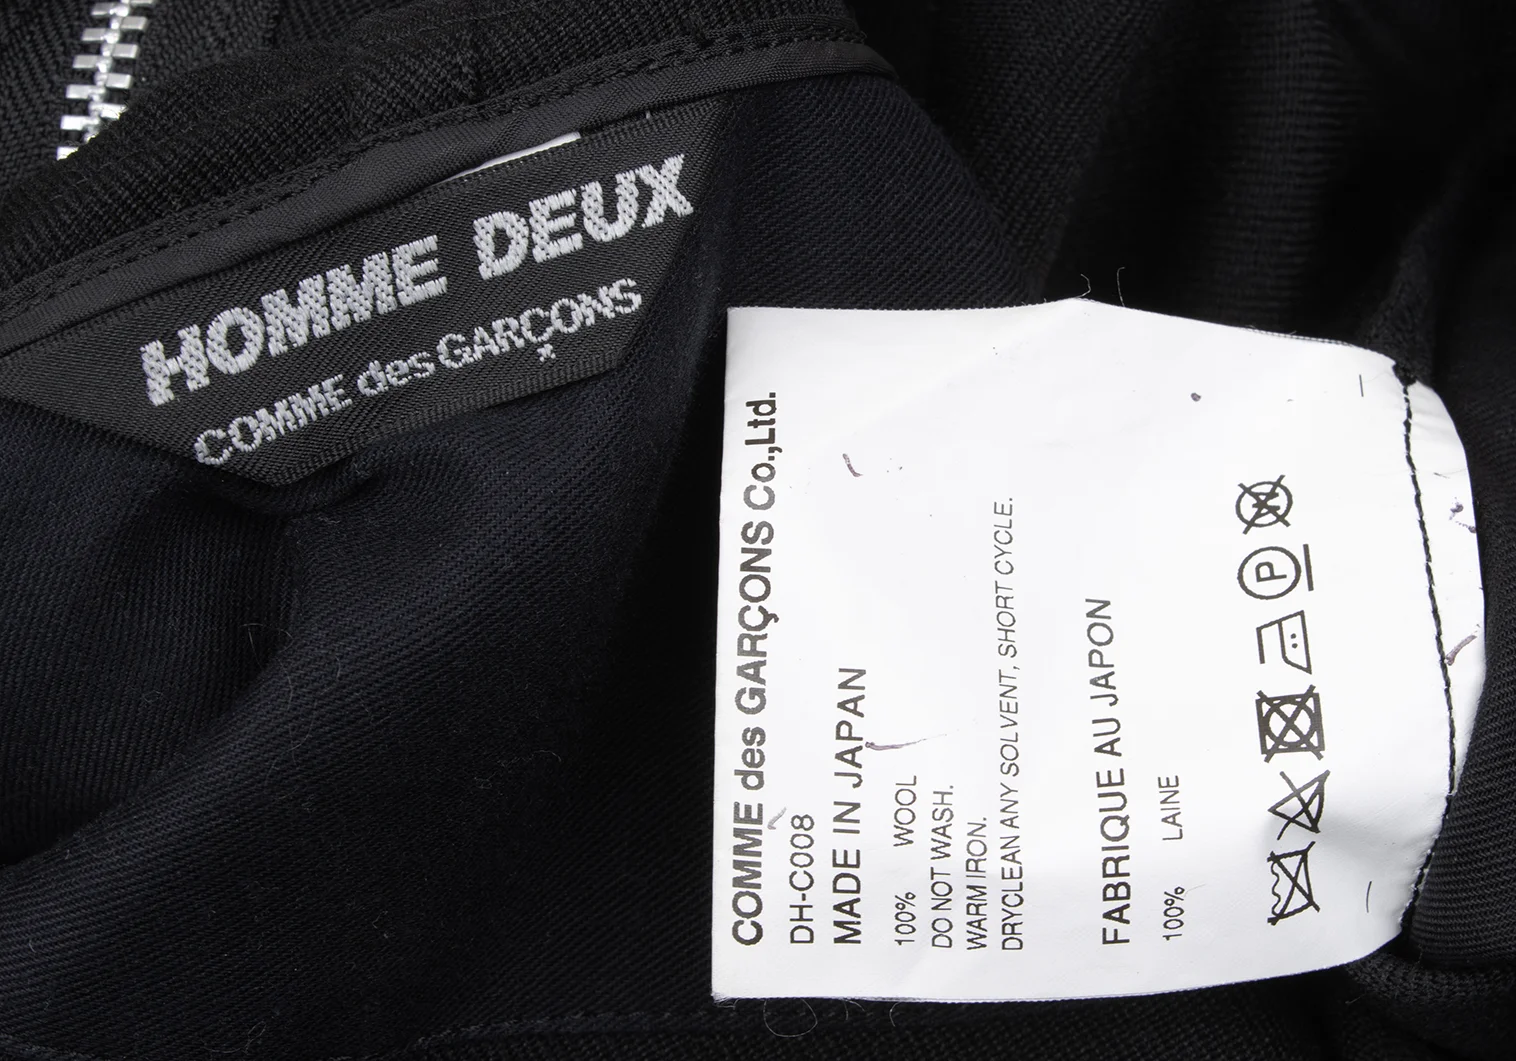 HOMME DEUX
COMME des GARÇONS
COMME des GARÇONS Co.,Ltd.
DH-C008
MADE IN JAPAN
100% WOOL
DO NOT WASH.
WARM IRON.
DRYCLEAN ANY SOLVENT, SHORT CYCLE.
FABRIQUE AU JAPON
100% LAINE
P